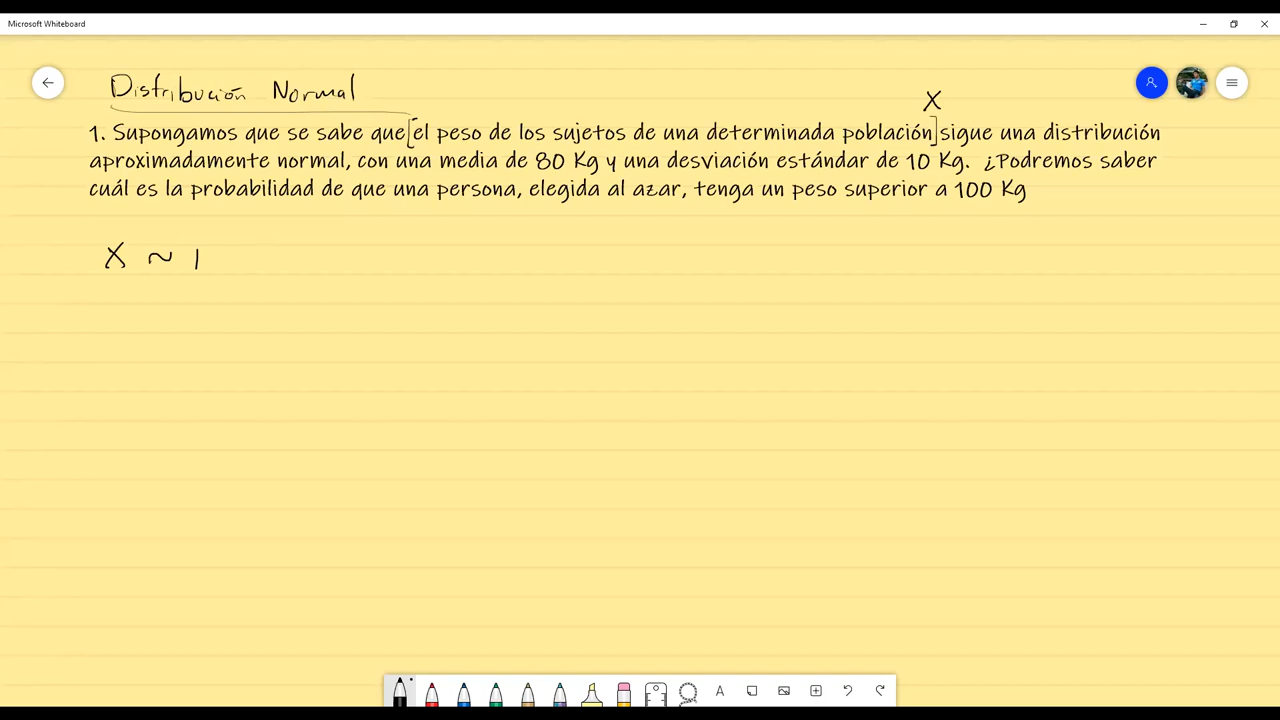 Microsoft Whiteboard
Distribución Normal
X
1. Supongamos que se sabe que [el peso de los sujetos de una determinada población] sigue una distribución
aproximadamente normal, con una media de 80 Kg y una desviación estándar de 10 Kg. ¿Podremos saber
cuál es la probabilidad de que una persona, elegida al azar, tenga un peso superior a 100 Kg
X ~ I
A